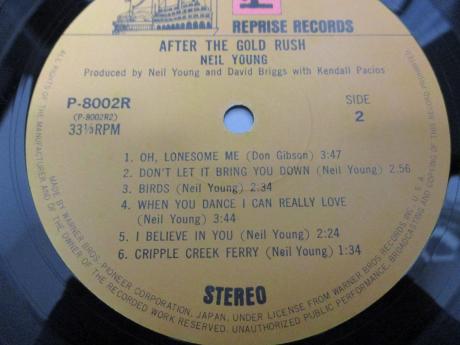 REPRISE RECORDS
AFTER THE GOLD RUSH
NEIL YOUNG
Produced by Neil Young and David Briggs with Kendall Pacios
P-8002R
(P-8002R2)
33⅓RPM
SIDE
2
1. OH, LONESOME ME (Don Gibson) 3:47
2. DON'T LET IT BRING YOU DOWN (Neil Young) 2:56
3. BIRDS (Neil Young) 2:34
4. WHEN YOU DANCE I CAN REALLY LOVE
(Neil Young) 3:44
5. I BELIEVE IN YOU (Neil Young) 2:24
6. CRIPPLE CREEK FERRY (Neil Young) 1:34
STEREO
MADE BY WARNER BROS. PIONEER CORPORATION, JAPAN, UNDER LICENSE FROM WARNER BROS RECORDS INC. U.S.A.
ALL RIGHTS OF THE MANUFACTURER AND OF THE OWNER OF THE RECORDED WORK RESERVED. UNAUTHORIZED PUBLIC PERFORMANCE, BROADCASTING AND COPYING OF THIS RECORD PROHIBITED